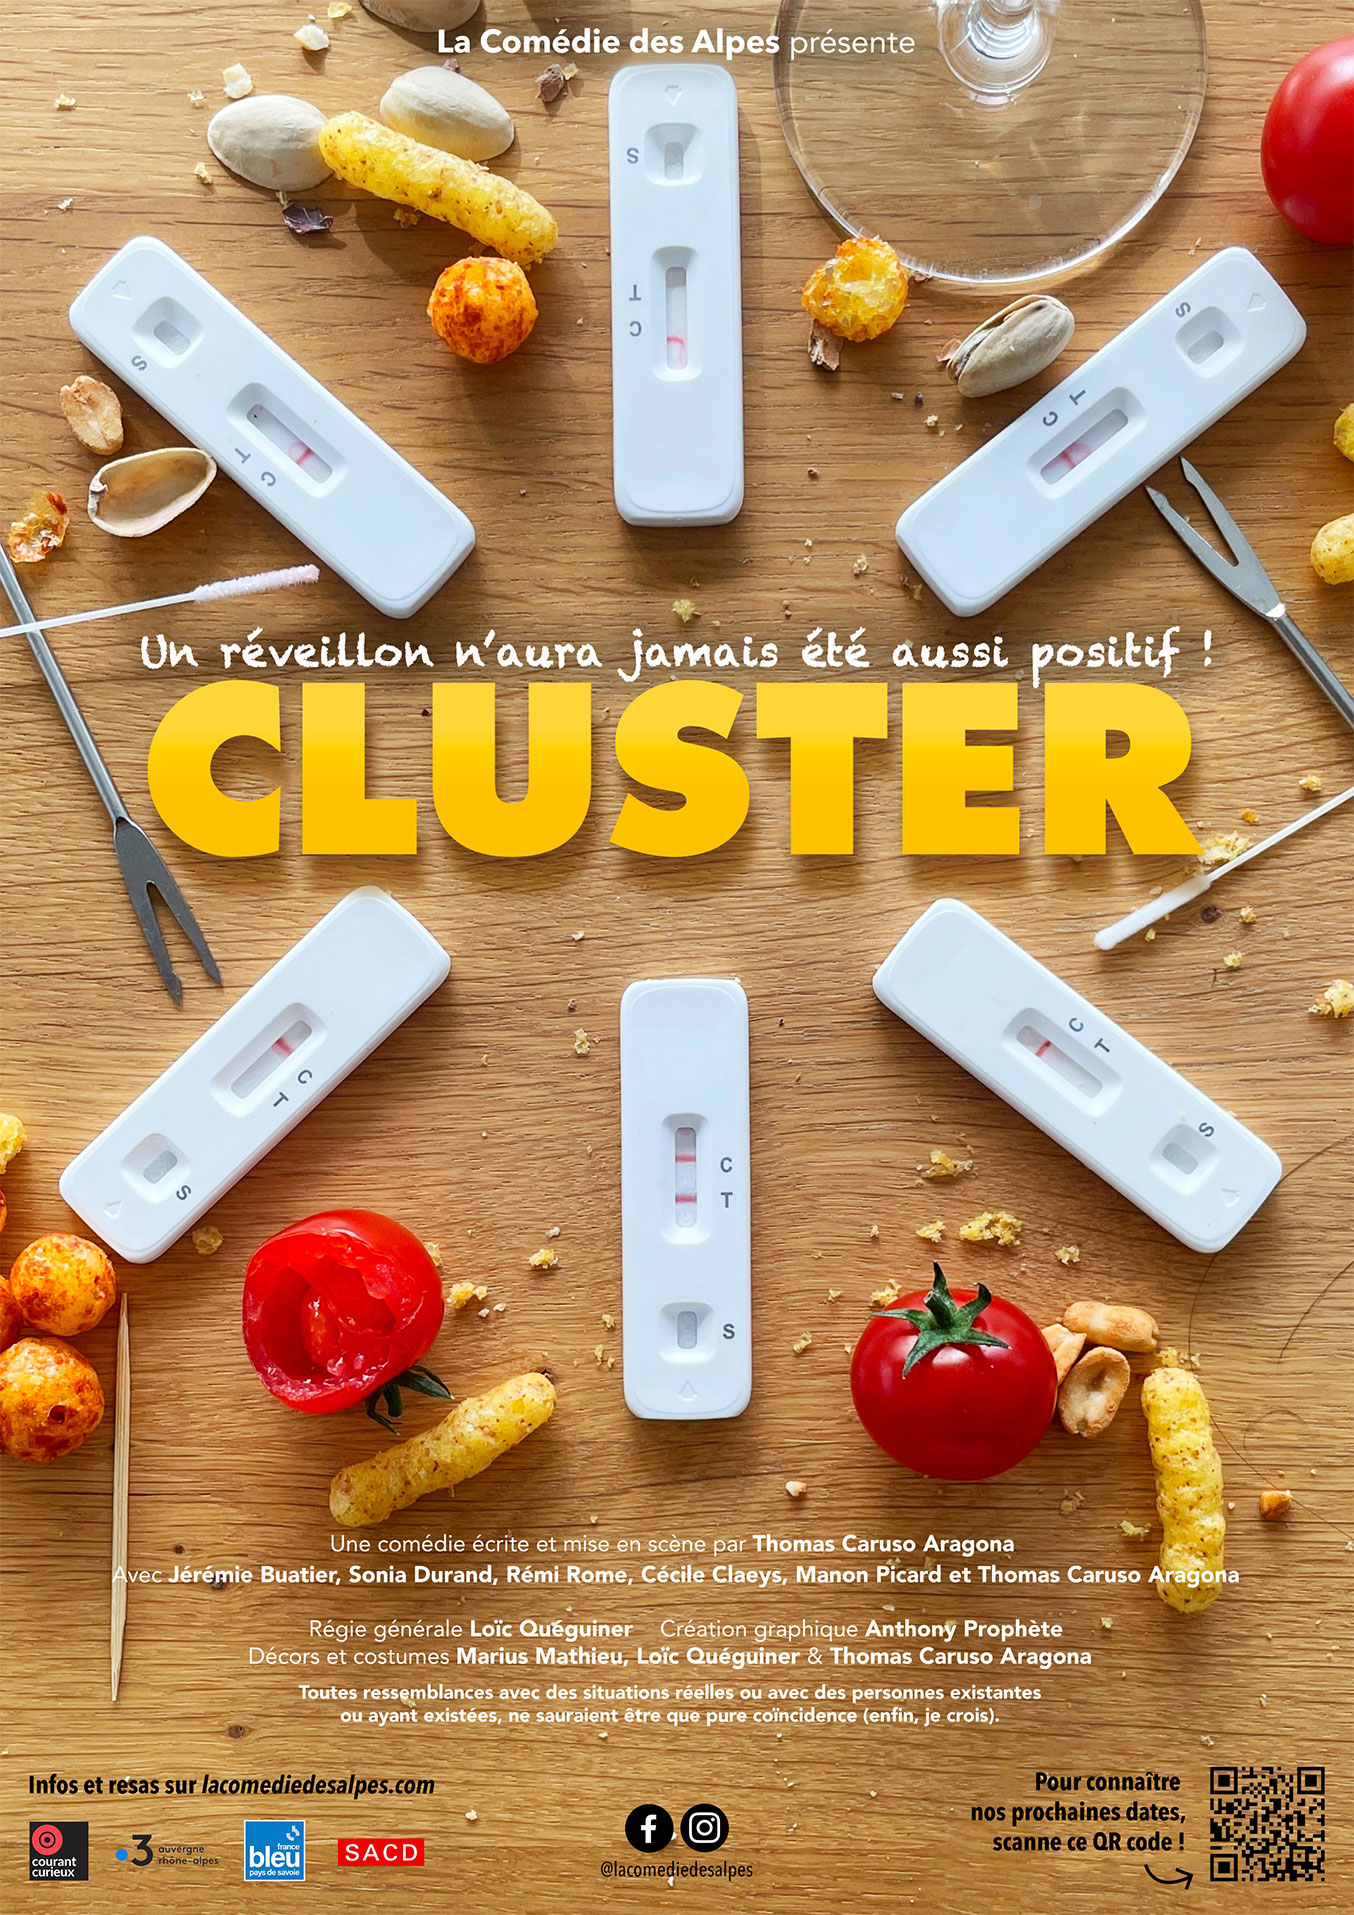 La Comédie des Alpes présente
S
T
C
S
T
C
S
T
C
Un réveillon n'aura jamais été aussi positif !
CLUSTER
C
T
S
C
T
S
C
T
S
Une comédie écrite et mise en scène par Thomas Caruso Aragona
Avec Jérémie Buatier, Sonia Durand, Rémi Rome, Cécile Claeys, Manon Picard et Thomas Caruso Aragona
Régie générale Loïc Quéguiner Création graphique Anthony Prophète
Décors et costumes Marius Mathieu, Loïc Quéguiner & Thomas Caruso Aragona
Toutes ressemblances avec des situations réelles ou avec des personnes existantes
ou ayant existées, ne sauraient être que pure coïncidence (enfin, je crois).
Infos et resas sur lacomediedesalpes.com
courant
curieux
3 auvergne
rhône-alpes
france
bleu
pays de savoie
SACD
@lacomediedesalpes
Pour connaître
nos prochaines dates,
scanne ce QR code !